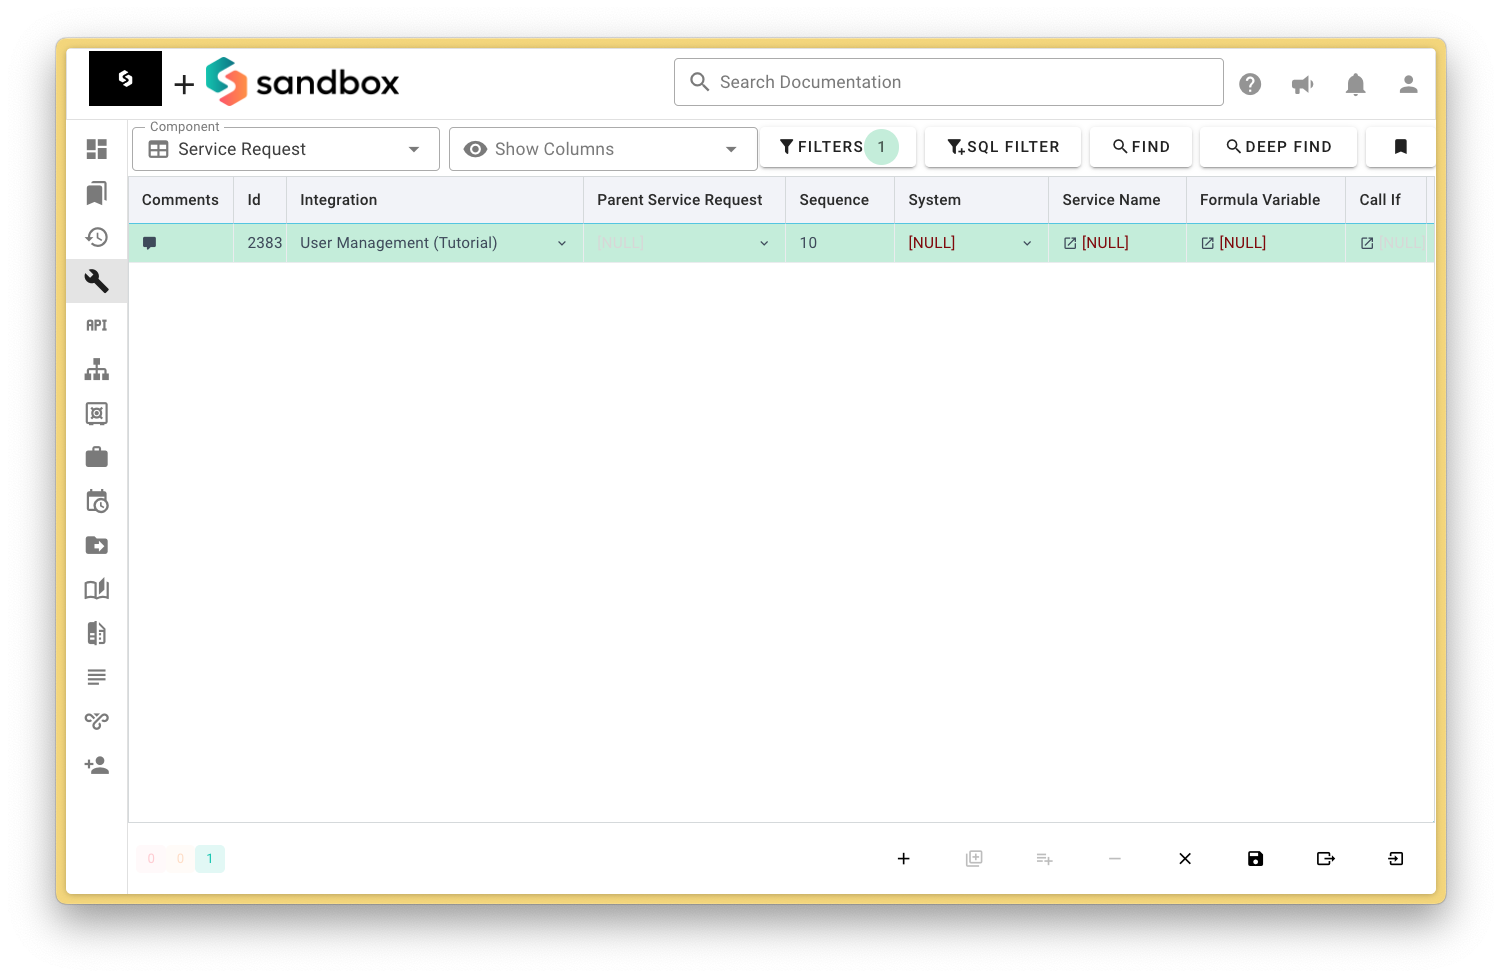 + sandbox
Search Documentation
Component
Service Request
Show Columns
FILTERS 1
SQL FILTER
FIND
DEEP FIND
Comments Id Integration Parent Service Request Sequence System Service Name Formula Variable Call If
2383 User Management (Tutorial) [NULL] 10 [NULL] [NULL] [NULL] [NULL]
API
0 0 1